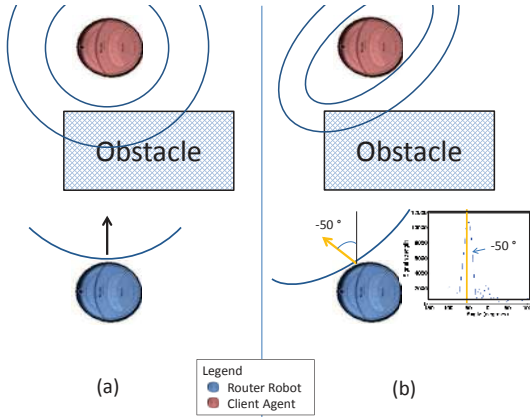 Obstacle
Obstacle
-50 °
-50 °
Legend
Router Robot
Client Agent
(a)
(b)